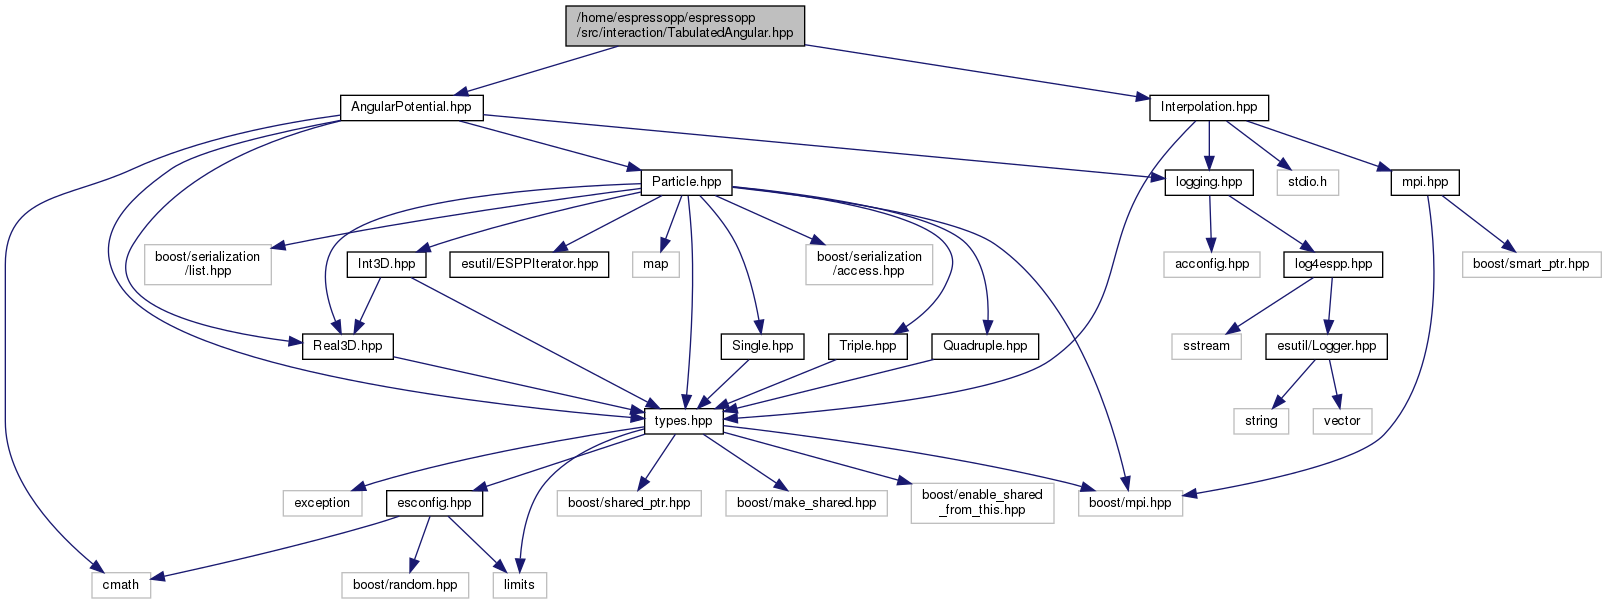 /home/espressopp/espressopp
/src/interaction/TabulatedAngular.hpp
AngularPotential.hpp
Interpolation.hpp
Particle.hpp
logging.hpp
stdio.h
mpi.hpp
boost/serialization
/list.hpp
Int3D.hpp
esutil/ESPPIterator.hpp
map
boost/serialization
/access.hpp
acconfig.hpp
log4espp.hpp
boost/smart_ptr.hpp
Real3D.hpp
Single.hpp
Triple.hpp
Quadruple.hpp
sstream
esutil/Logger.hpp
types.hpp
string
vector
exception
esconfig.hpp
boost/shared_ptr.hpp
boost/make_shared.hpp
boost/enable_shared
_from_this.hpp
boost/mpi.hpp
cmath
boost/random.hpp
limits